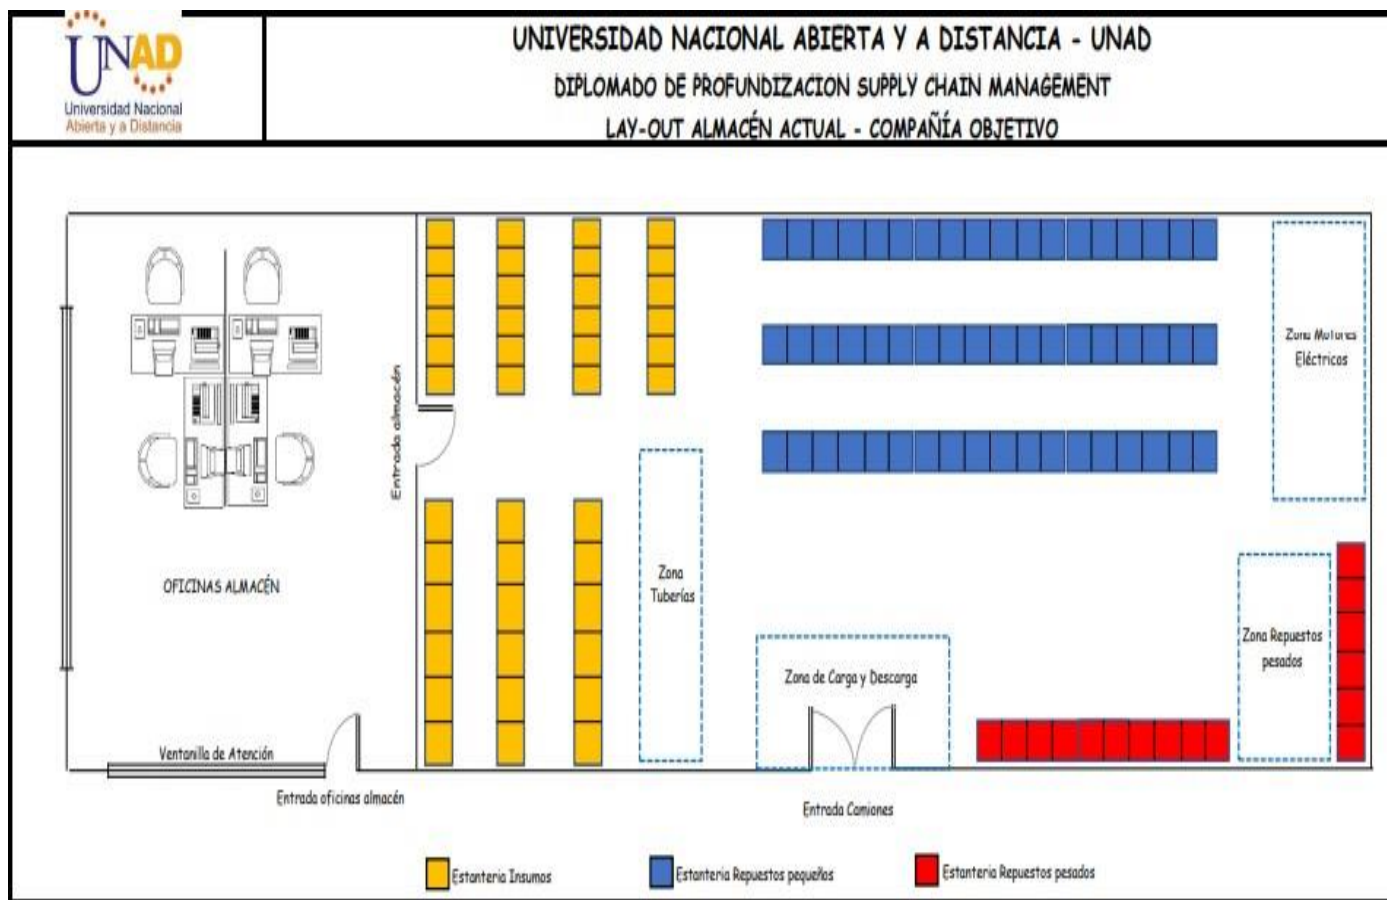 UNAD
Universidad Nacional
Abierta y a Distancia
UNIVERSIDAD NACIONAL ABIERTA Y A DISTANCIA - UNAD
DIPLOMADO DE PROFUNDIZACION SUPPLY CHAIN MANAGEMENT
LAY-OUT ALMACÉN ACTUAL - COMPAÑÍA OBJETIVO
Entrada almacén
Zona Motores
Eléctricos
OFICINAS ALMACÉN
Zona
Tuberías
Zona Repuestos
pesados
Zona de Carga y Descarga
Ventanilla de Atención
Entrada oficinas almacén
Entrada Camiones
Estanteria Insumos
Estanteria Repuestos pequeños
Estanteria Repuestos pesados